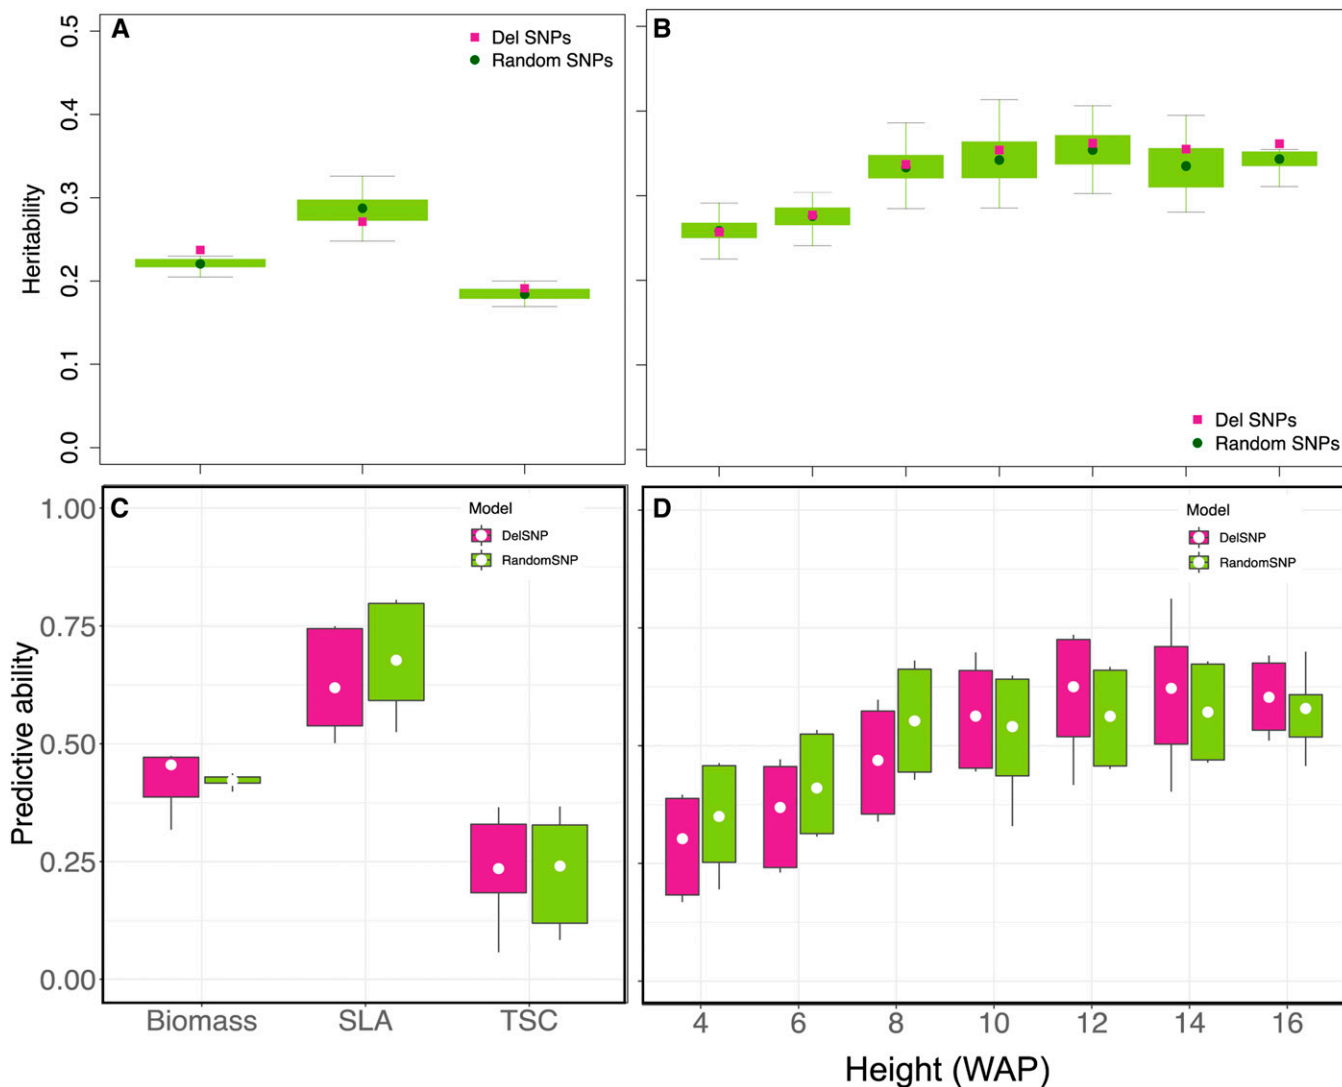 A
Del SNPs
Random SNPs
Heritability
0.5
0.4
0.3
0.2
0.1
0.0
B
Del SNPs
Random SNPs
C
Model
DelSNP
RandomSNP
Predictive ability
1.00
0.75
0.50
0.25
0.00
Biomass SLA TSC
D
Model
DelSNP
RandomSNP
4 6 8 10 12 14 16
Height (WAP)